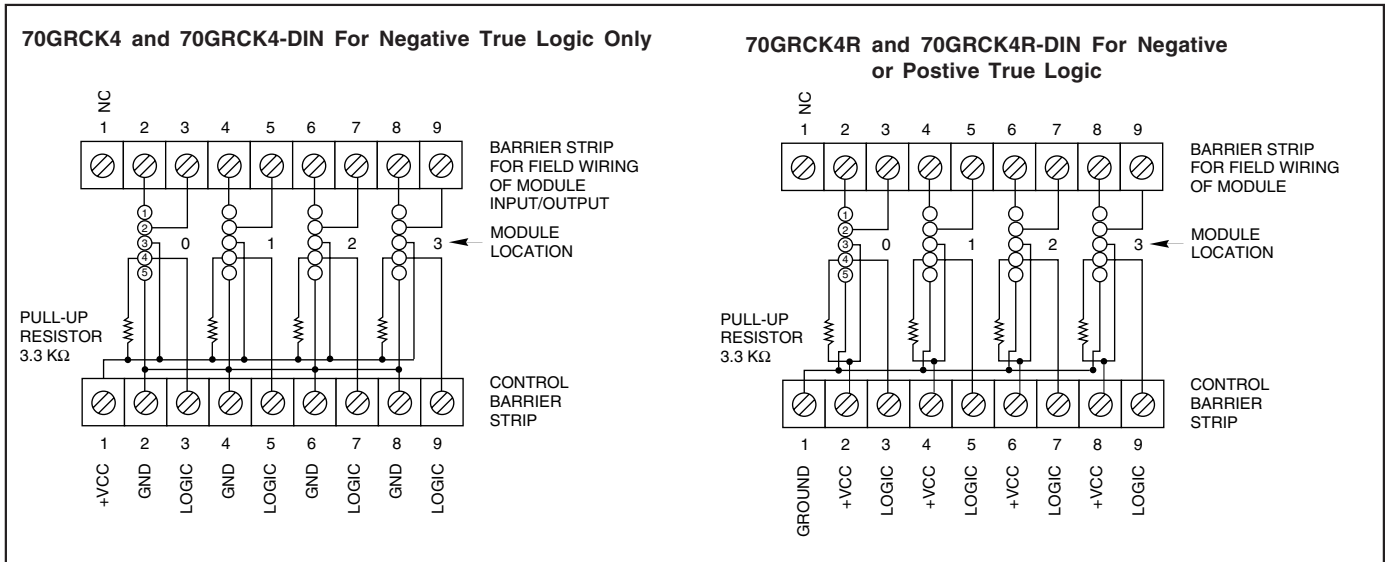 70GRCK4 and 70GRCK4-DIN For Negative True Logic Only
NC
1 2 3 4 5 6 7 8 9
BARRIER STRIP
FOR FIELD WIRING
OF MODULE
INPUT/OUTPUT
1
2
3
4
5
0 1 2 3
MODULE
LOCATION
PULL-UP
RESISTOR
3.3 KΩ
CONTROL
BARRIER
STRIP
1 2 3 4 5 6 7 8 9
+VCC
GND
LOGIC
GND
LOGIC
GND
LOGIC
GND
LOGIC
70GRCK4R and 70GRCK4R-DIN For Negative
or Postive True Logic
NC
1 2 3 4 5 6 7 8 9
BARRIER STRIP
FOR FIELD WIRING
OF MODULE
1
2
3
4
5
0 1 2 3
MODULE
LOCATION
PULL-UP
RESISTOR
3.3 KΩ
CONTROL
BARRIER
STRIP
1 2 3 4 5 6 7 8 9
GROUND
+VCC
LOGIC
+VCC
LOGIC
+VCC
LOGIC
+VCC
LOGIC